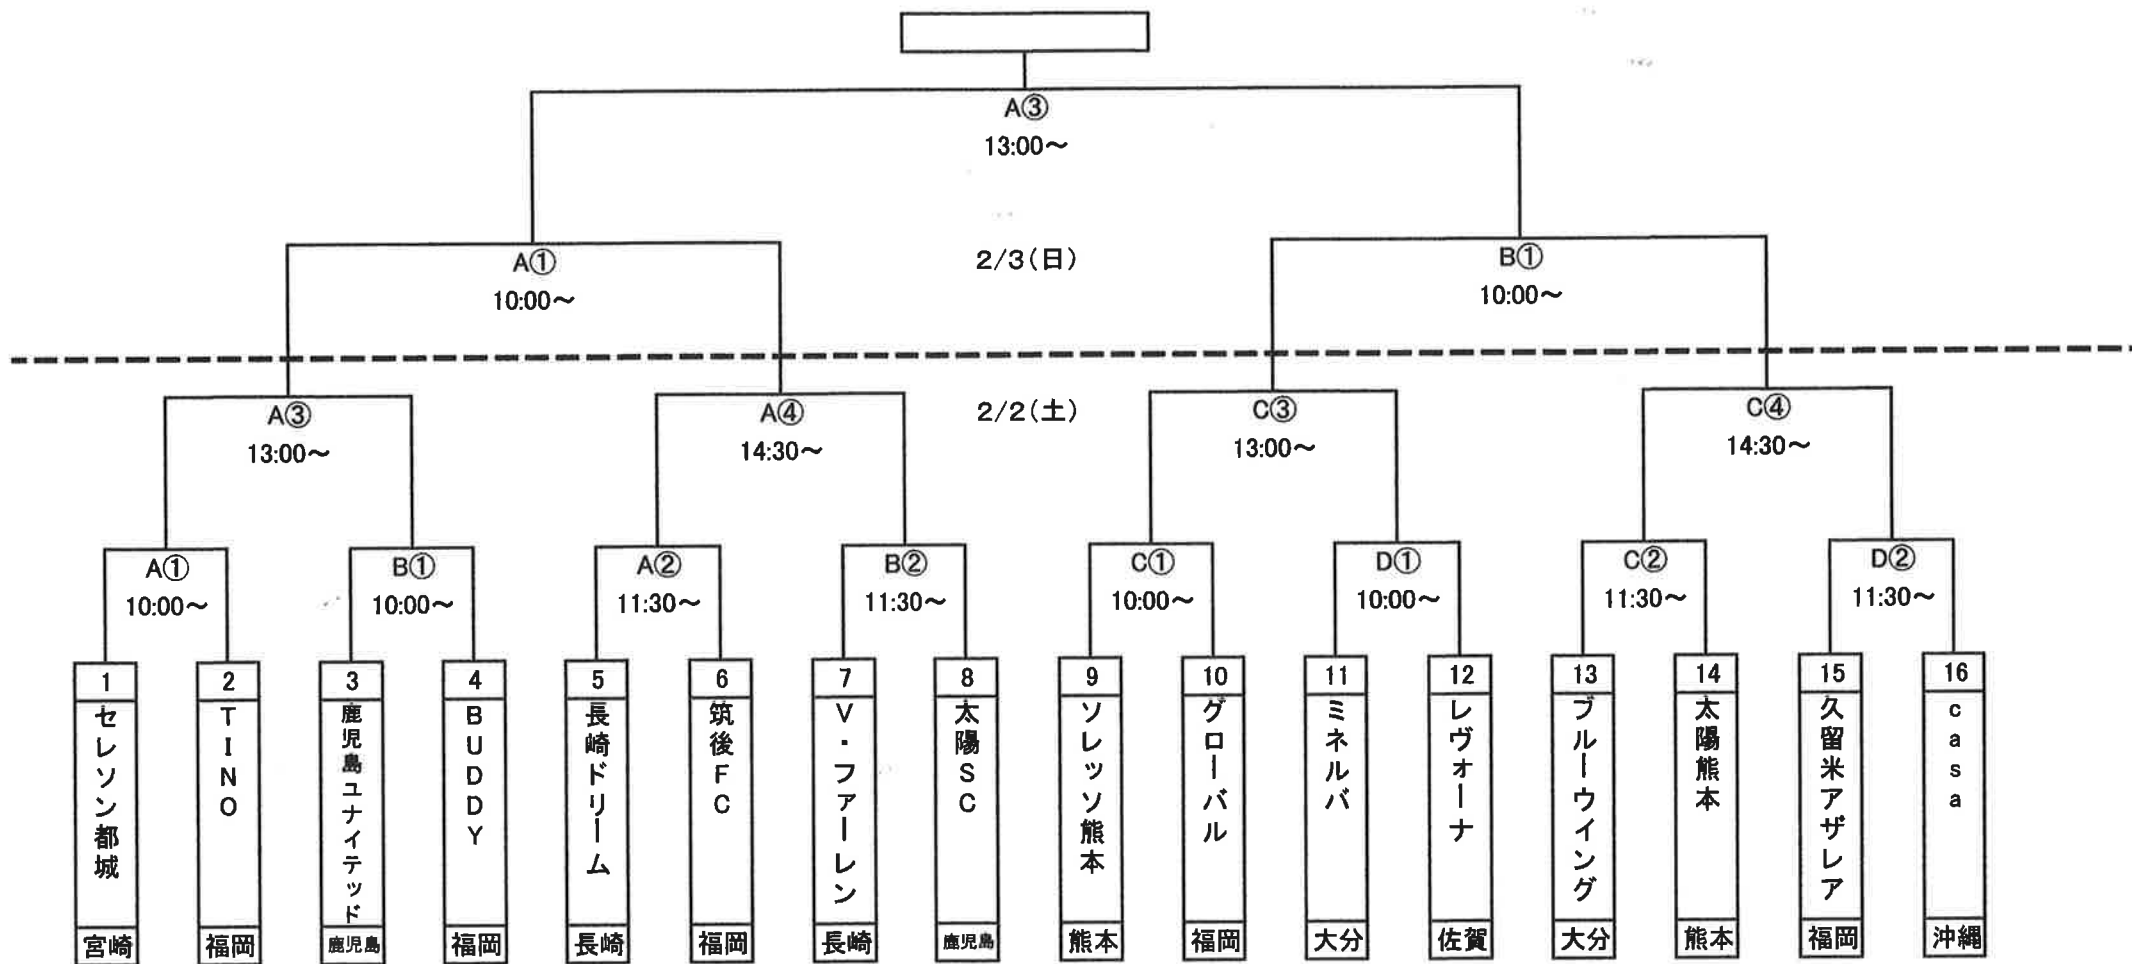 A③
13:00～
A①
10:00～
2/3(日)
B①
10:00～
A③
13:00～
A④
14:30～
2/2(土)
C③
13:00～
C④
14:30～
A①
10:00～
B①
10:00～
A②
11:30～
B②
11:30～
C①
10:00～
D①
10:00～
C②
11:30～
D②
11:30～
1
セレソン都城
宮崎
2
TINO
福岡
3
鹿児島ユナイテッド
鹿児島
4
BUDDY
福岡
5
長崎ドリーム
長崎
6
筑後FC
福岡
7
V・ファーレン
長崎
8
太陽SC
鹿児島
9
ソレッソ熊本
熊本
10
グローバル
福岡
11
ミネルバ
大分
12
レヴォーナ
佐賀
13
ブルーウイング
大分
14
太陽熊本
熊本
15
久留米アザレア
福岡
16
casa
沖縄